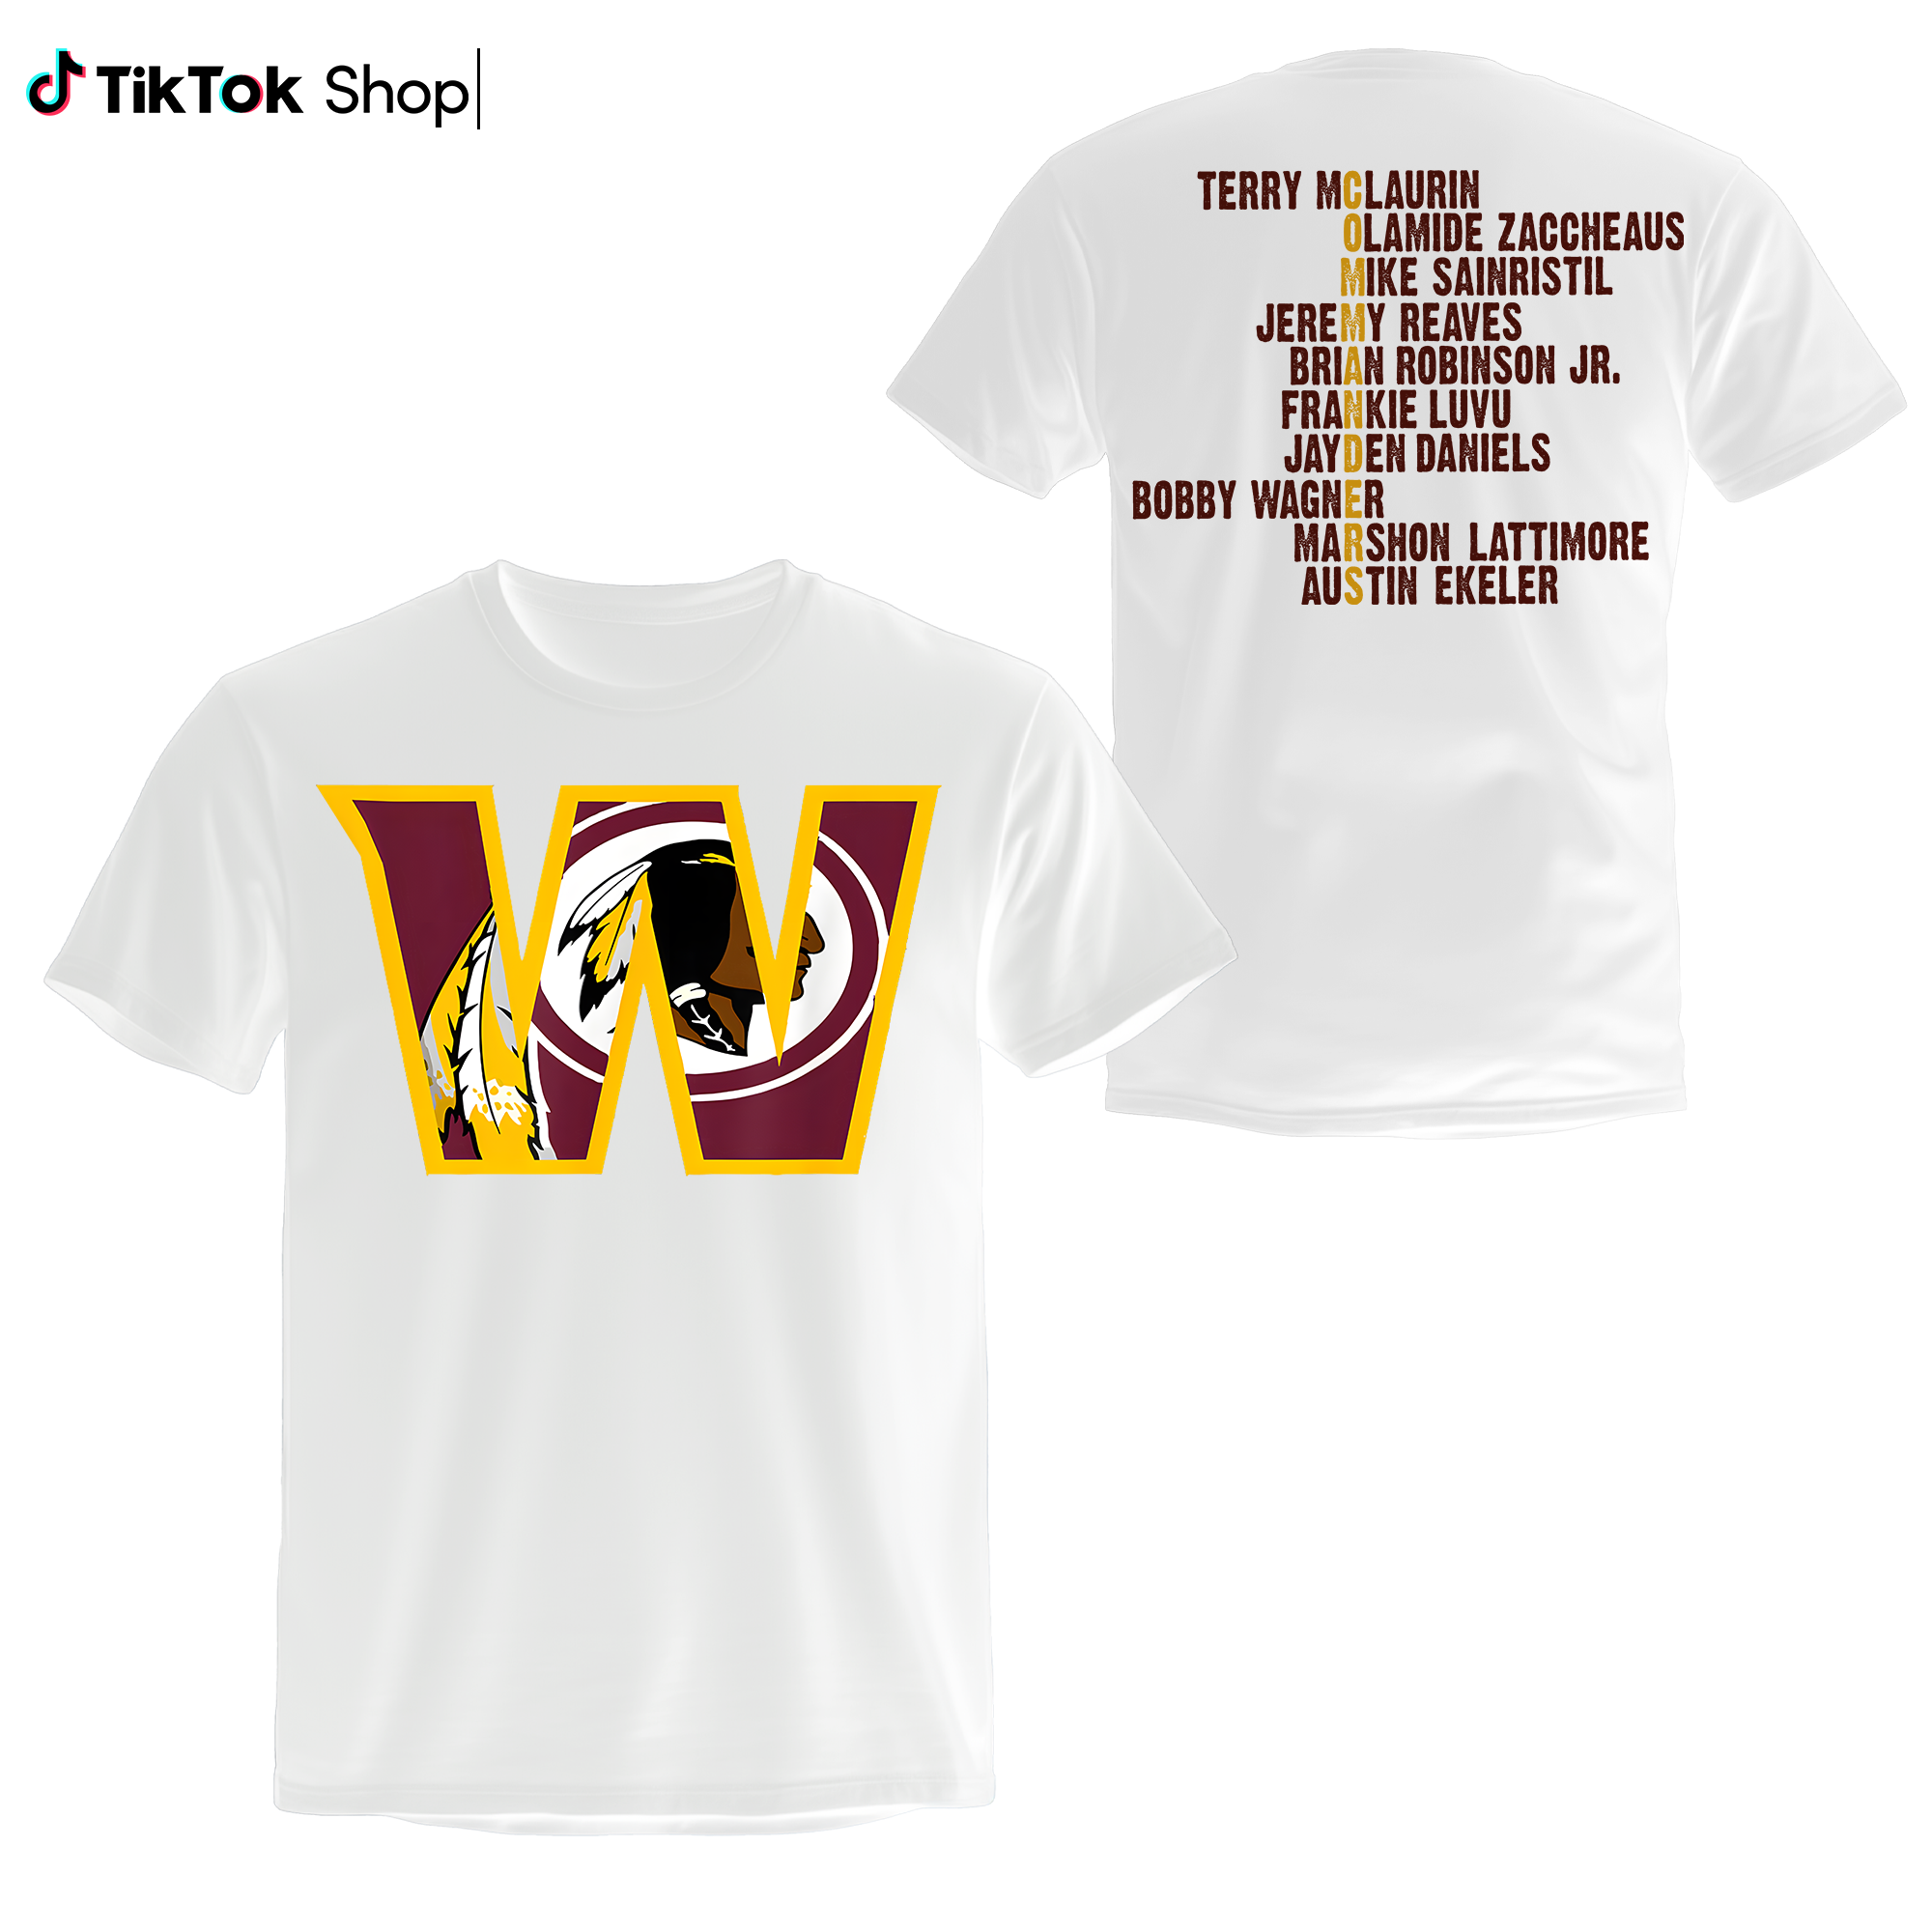 TikTok Shop
TERRY MCLAURIN
OLAMIDE ZACCHEAUS
MIKE SAINRISTIL
JEREMY REAVES
BRIAN ROBINSON JR.
FRANKIE LUVU
JAYDEN DANIELS
BOBBY WAGNER
MARSHON LATTIMORE
AUSTIN EKELER
W